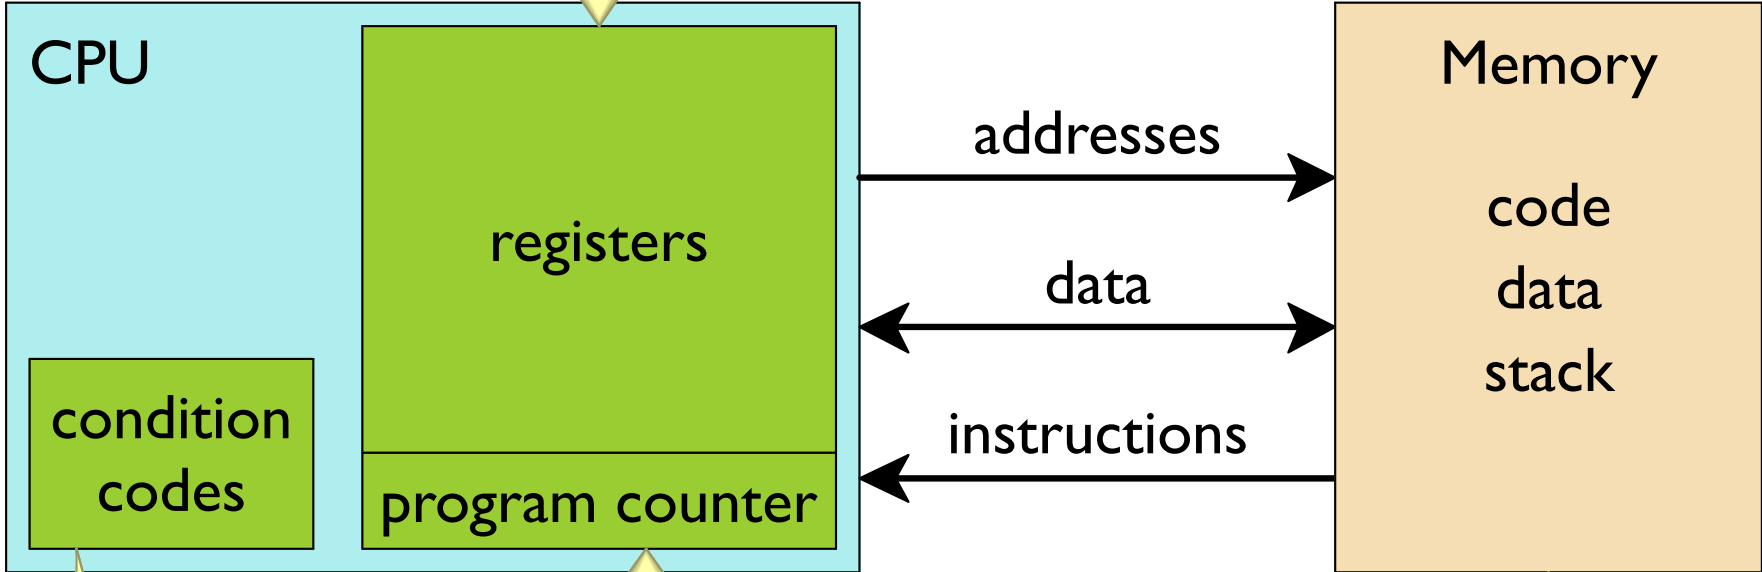 CPU
registers
condition
codes
program counter
addresses
data
instructions
Memory
code
data
stack